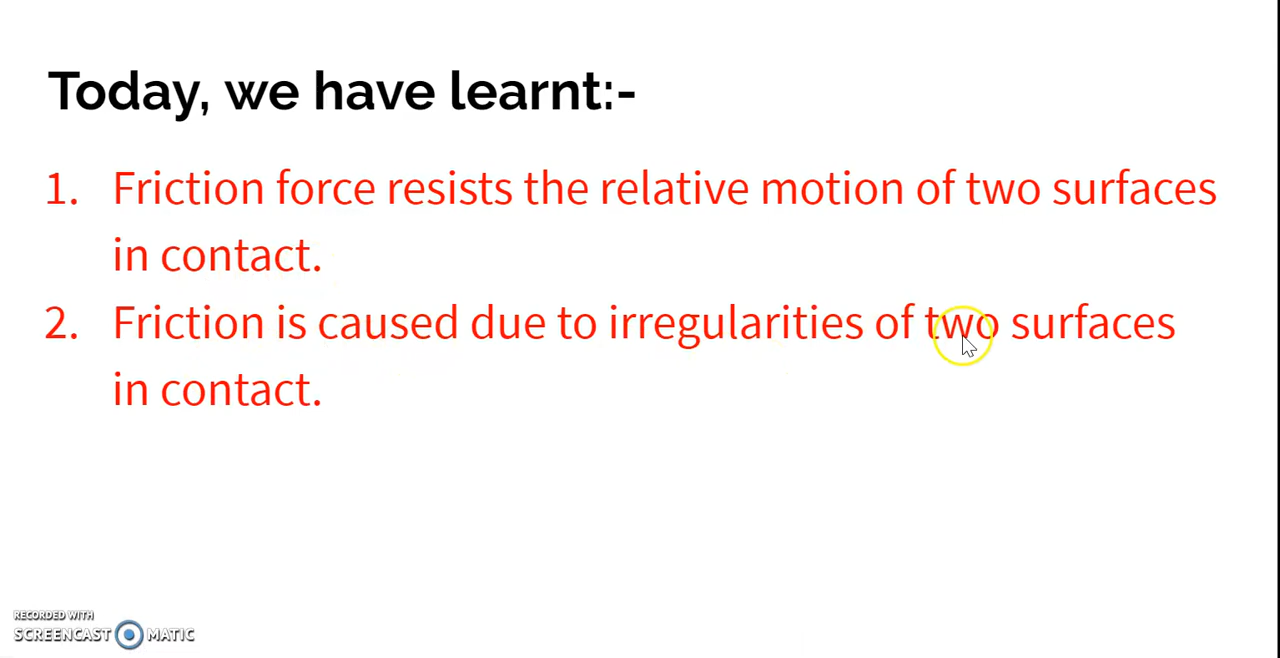 Today, we have learnt:-
1. Friction force resists the relative motion of two surfaces
in contact.
2. Friction is caused due to irregularities of two surfaces
in contact.
RECORDED WITH
SCREENCAST MATIC